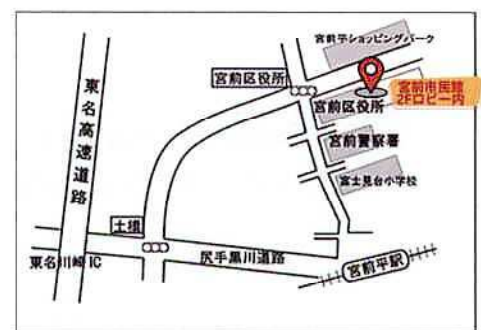 宮前平ショッピングパーク
宮前区役所
宮前市民館
2Fロビー内
宮前区役所
宮前警察署
富士見台小学校
東名高速道路
土橋
東名川崎IC
尻手黒川道路
宮前平駅